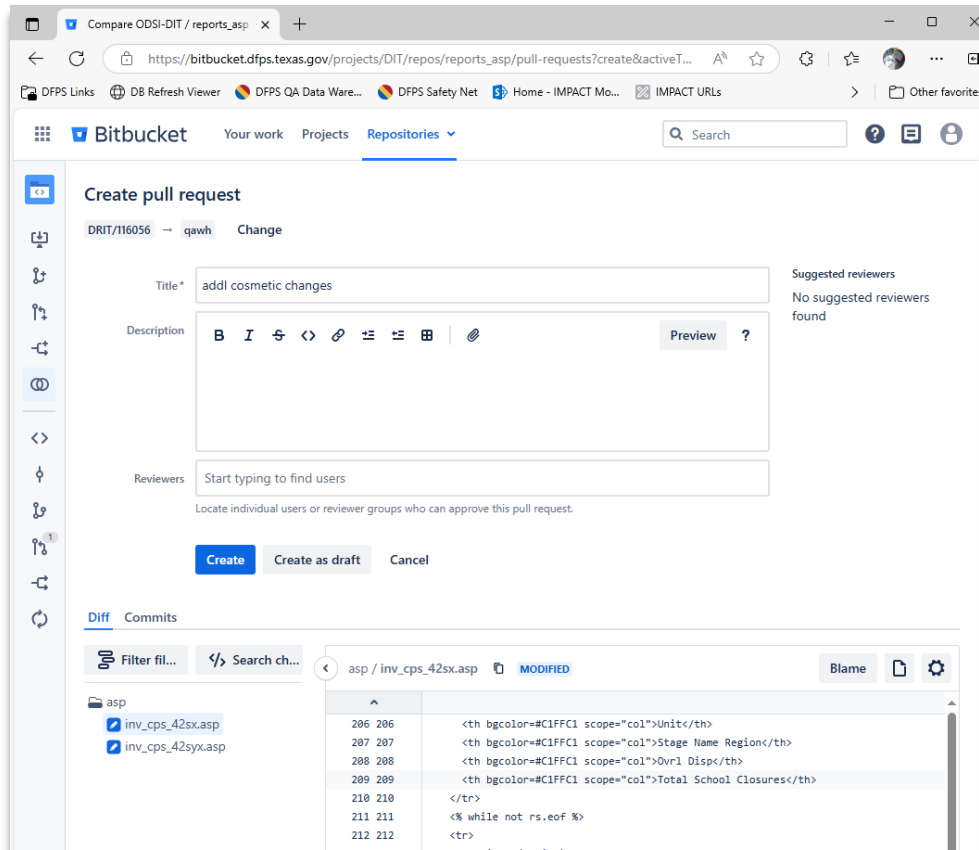 Compare ODSI-DIT / reports_asp
https://bitbucket.dfps.texas.gov/projects/DIT/repos/reports_asp/pull-requests?create&activeT...
DFPS Links DB Refresh Viewer DFPS QA Data Ware... DFPS Safety Net Home - IMPACT Mo... IMPACT URLs Other favorite
Bitbucket Your work Projects Repositories Search
Create pull request
DRIT/116056 → qawh Change
Title* addl cosmetic changes
Suggested reviewers
No suggested reviewers
found
Description B I S Preview ?
Reviewers Start typing to find users
Locate individual users or reviewer groups who can approve this pull request.
1
Create Create as draft Cancel
Diff Commits
Filter fil... Search ch...
asp / inv_cps_42sx.asp MODIFIED Blame
asp
inv_cps_42sx.asp
inv_cps_42syx.asp
206 206 <th bgcolor=#C1FFC1 scope="col">Unit</th>
207 207 <th bgcolor=#C1FFC1 scope="col">Stage Name Region</th>
208 208 <th bgcolor=#C1FFC1 scope="col">Ovrl Disp</th>
209 209 <th bgcolor=#C1FFC1 scope="col">Total School Closures</th>
210 210 </tr>
211 211 <% while not rs.eof %>
212 212 <tr>